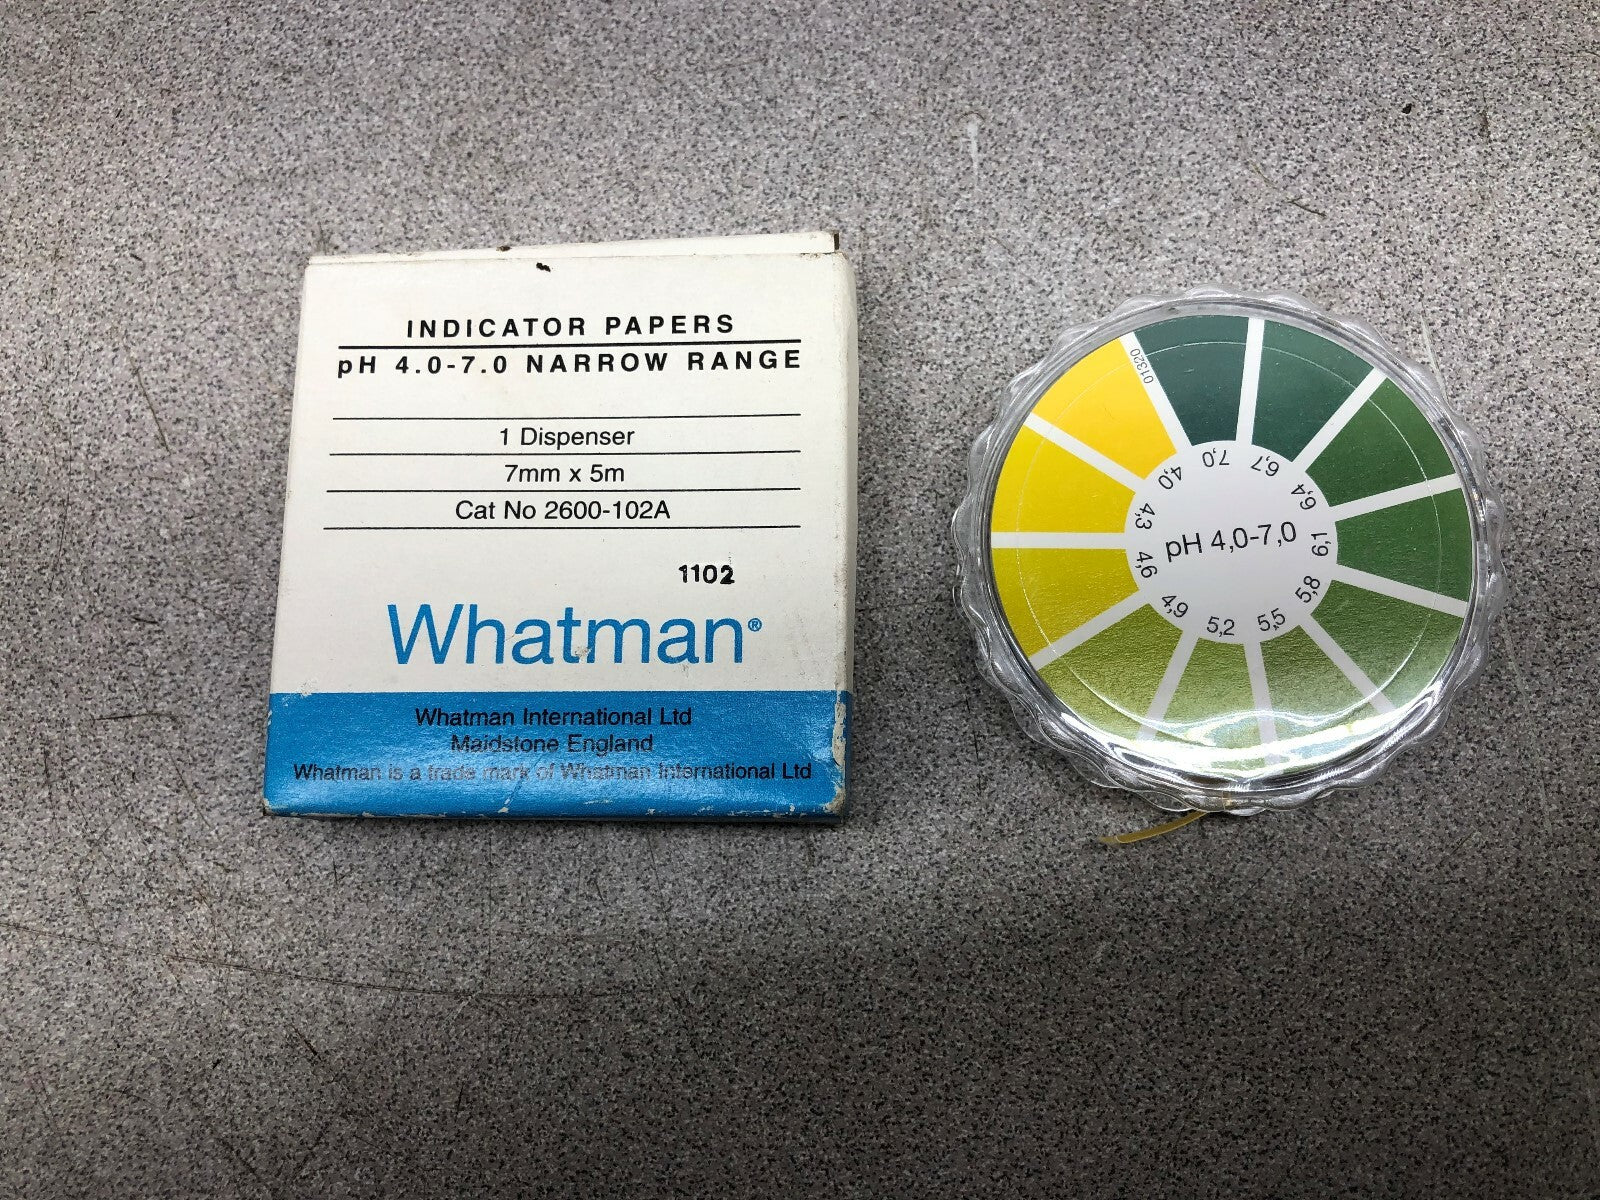 INDICATOR PAPERS
pH 4.0-7.0 NARROW RANGE
1 Dispenser
7mm x 5m
Cat No 2600-102A
1102
Whatman®
Whatman International Ltd
Maidstone England
Whatman is a trade mark of Whatman International Ltd
01320
4,0
7,0
6,7
6,4
6,1
5,8
5,5
5,2
4,9
4,6
4,3
pH 4,0-7,0